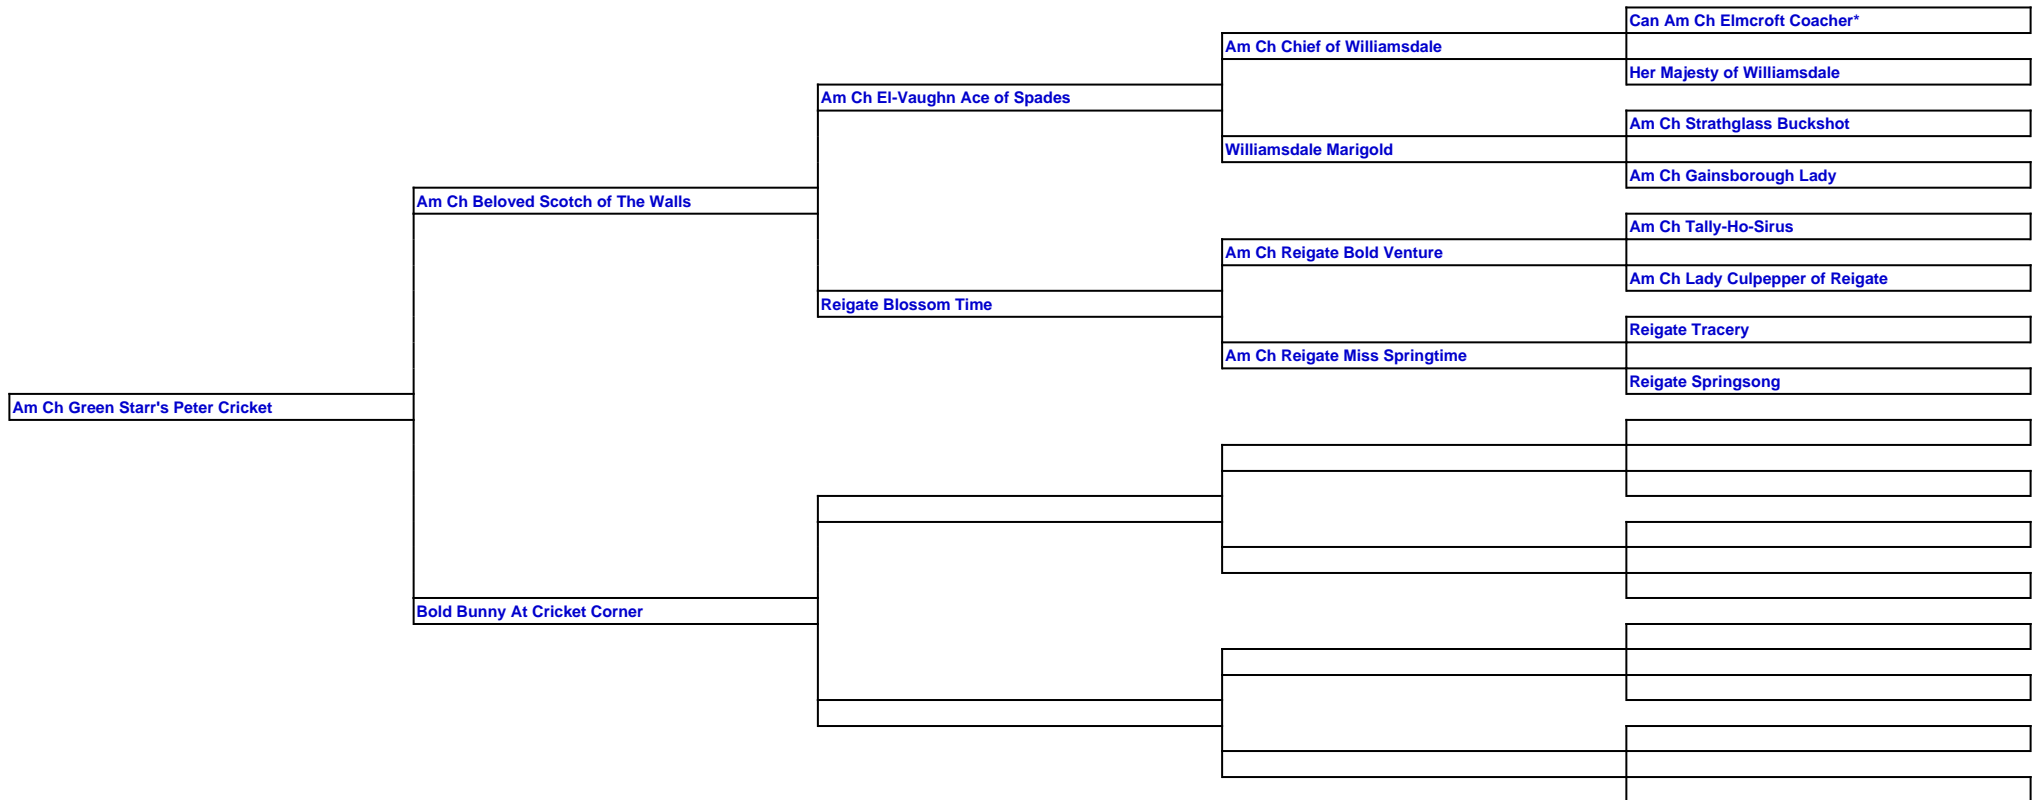 Can Am Ch Elmcroft Coacher*
Am Ch Chief of Williamsdale
Her Majesty of Williamsdale
Am Ch El-Vaughn Ace of Spades
Am Ch Strathglass Buckshot
Williamsdale Marigold
Am Ch Gainsborough Lady
Am Ch Beloved Scotch of The Walls
Am Ch Tally-Ho-Sirus
Am Ch Reigate Bold Venture
Am Ch Lady Culpepper of Reigate
Reigate Blossom Time
Reigate Tracery
Am Ch Reigate Miss Springtime
Reigate Springsong
Am Ch Green Starr's Peter Cricket
Bold Bunny At Cricket Corner